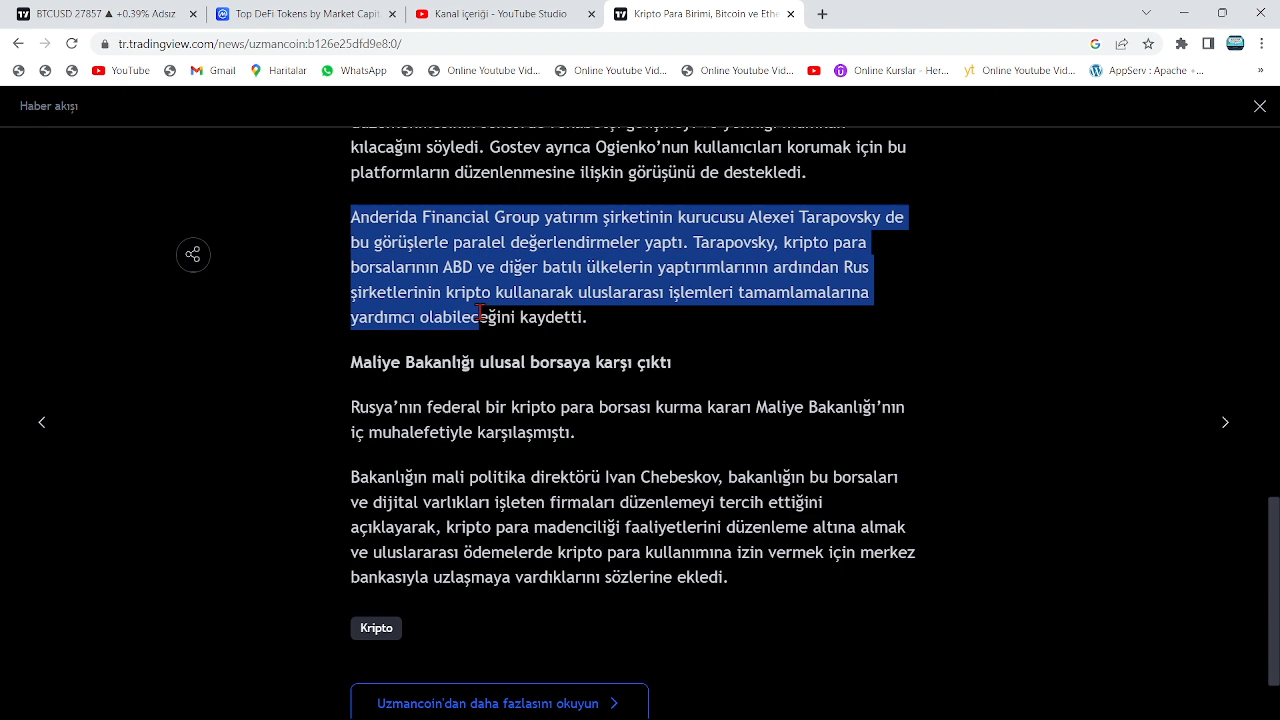 BTCUSD 27857 ▲ +0.39% Adsız
Top DeFi Tokens by Market Capit
Kanal içeriği - YouTube Studio
Kripto Para Birimi, Bitcoin ve Ethe
tr.tradingview.com/news/uzmancoin:b126e25dfd9e8:0/
YouTube
Gmail
Haritalar
WhatsApp
Online Youtube Vid...
Online Youtube Vid...
Online Youtube Vid...
Online Kurslar - Her...
yt Online Youtube Vid...
AppServ : Apache +...
»
Haber akışı
kılacağını söyledi. Gostev ayrıca Ogienko’nun kullanıcıları korumak için bu
platformların düzenlenmesine ilişkin görüşünü de destekledi.
Anderida Financial Group yatırım şirketinin kurucusu Alexei Tarapovsky de
bu görüşlerle paralel değerlendirmeler yaptı. Tarapovsky, kripto para
borsalarının ABD ve diğer batılı ülkelerin yaptırımlarının ardından Rus
şirketlerinin kripto kullanarak uluslararası işlemleri tamamlamalarına
yardımcı olabileceğini kaydetti.
Maliye Bakanlığı ulusal borsaya karşı çıktı
Rusya’nın federal bir kripto para borsası kurma kararı Maliye Bakanlığı’nın
iç muhalefetiyle karşılaşmıştı.
Bakanlığın mali politika direktörü Ivan Chebeskov, bakanlığın bu borsaları
ve dijital varlıkları işleten firmaları düzenlemeyi tercih ettiğini
açıklayarak, kripto para madenciliği faaliyetlerini düzenleme altına almak
ve uluslararası ödemelerde kripto para kullanımına izin vermek için merkez
bankasıyla uzlaşmaya vardıklarını sözlerine ekledi.
Kripto
Uzmancoin'dan daha fazlasını okuyun